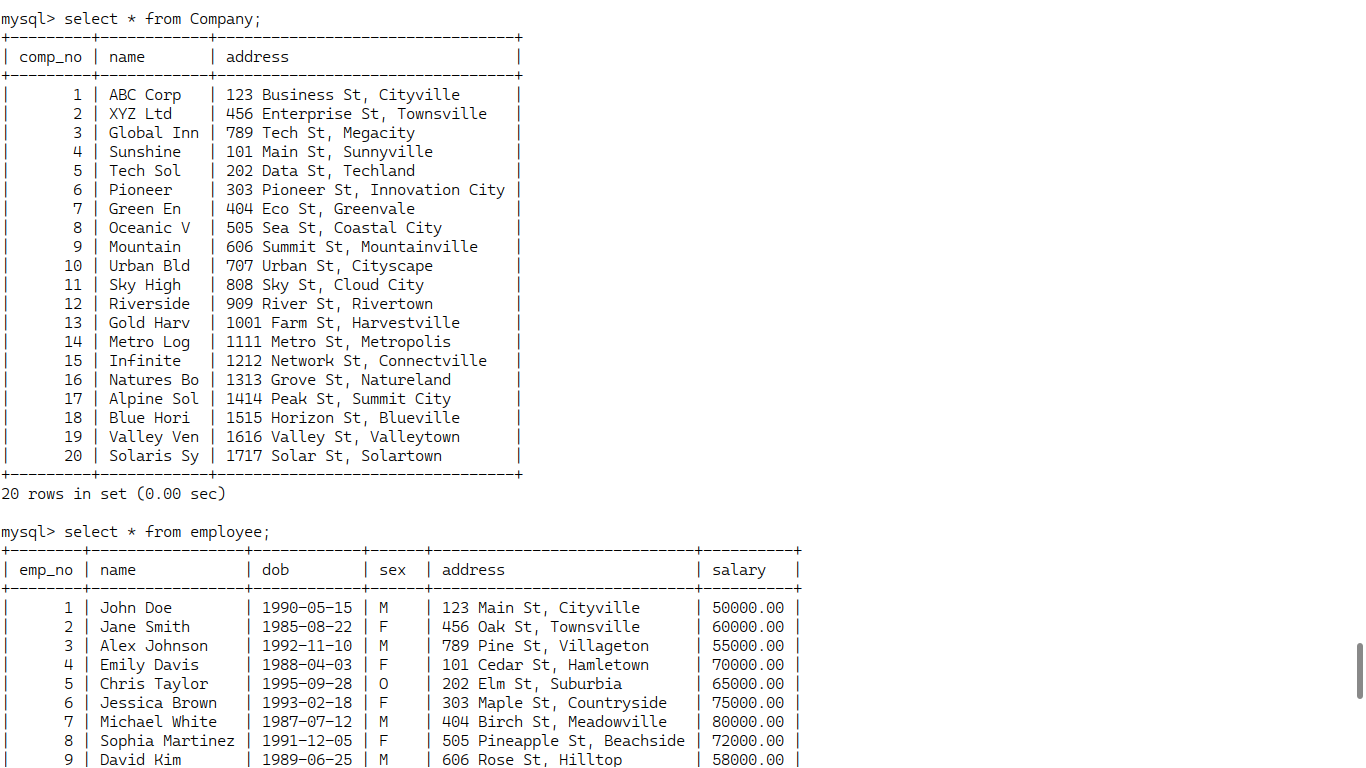 mysql> select * from Company;
+---------+------------+---------------------------------+
| comp_no | name       | address                         |
+---------+------------+---------------------------------+
|       1 | ABC Corp   | 123 Business St, Cityville      |
|       2 | XYZ Ltd    | 456 Enterprise St, Townsville   |
|       3 | Global Inn | 789 Tech St, Megacity           |
|       4 | Sunshine   | 101 Main St, Sunnyville         |
|       5 | Tech Sol   | 202 Data St, Techland           |
|       6 | Pioneer    | 303 Pioneer St, Innovation City |
|       7 | Green En   | 404 Eco St, Greenvale           |
|       8 | Oceanic V  | 505 Sea St, Coastal City        |
|       9 | Mountain   | 606 Summit St, Mountainville    |
|      10 | Urban Bld  | 707 Urban St, Cityscape         |
|      11 | Sky High   | 808 Sky St, Cloud City          |
|      12 | Riverside  | 909 River St, Rivertown         |
|      13 | Gold Harv  | 1001 Farm St, Harvestville      |
|      14 | Metro Log  | 1111 Metro St, Metropolis       |
|      15 | Infinite   | 1212 Network St, Connectville   |
|      16 | Natures Bo | 1313 Grove St, Natureland       |
|      17 | Alpine Sol | 1414 Peak St, Summit City       |
|      18 | Blue Hori  | 1515 Horizon St, Blueville      |
|      19 | Valley Ven | 1616 Valley St, Valleytown      |
|      20 | Solaris Sy | 1717 Solar St, Solartown        |
+---------+------------+---------------------------------+
20 rows in set (0.00 sec)
mysql> select * from employee;
+--------+-----------------+------------+------+-----------------------------+----------+
| emp_no | name            | dob        | sex  | address                     | salary   |
+--------+-----------------+------------+------+-----------------------------+----------+
|      1 | John Doe        | 1990-05-15 | M    | 123 Main St, Cityville      | 50000.00 |
|      2 | Jane Smith      | 1985-08-22 | F    | 456 Oak St, Townsville      | 60000.00 |
|      3 | Alex Johnson    | 1992-11-10 | M    | 789 Pine St, Villageton     | 55000.00 |
|      4 | Emily Davis     | 1988-04-03 | F    | 101 Cedar St, Hamletown     | 70000.00 |
|      5 | Chris Taylor    | 1995-09-28 | O    | 202 Elm St, Suburbia        | 65000.00 |
|      6 | Jessica Brown   | 1993-02-18 | F    | 303 Maple St, Countryside   | 75000.00 |
|      7 | Michael White   | 1987-07-12 | M    | 404 Birch St, Meadowville   | 80000.00 |
|      8 | Sophia Martinez | 1991-12-05 | F    | 505 Pineapple St, Beachside | 72000.00 |
|      9 | David Kim       | 1989-06-25 | M    | 606 Rose St, Hilltop        | 58000.00 |